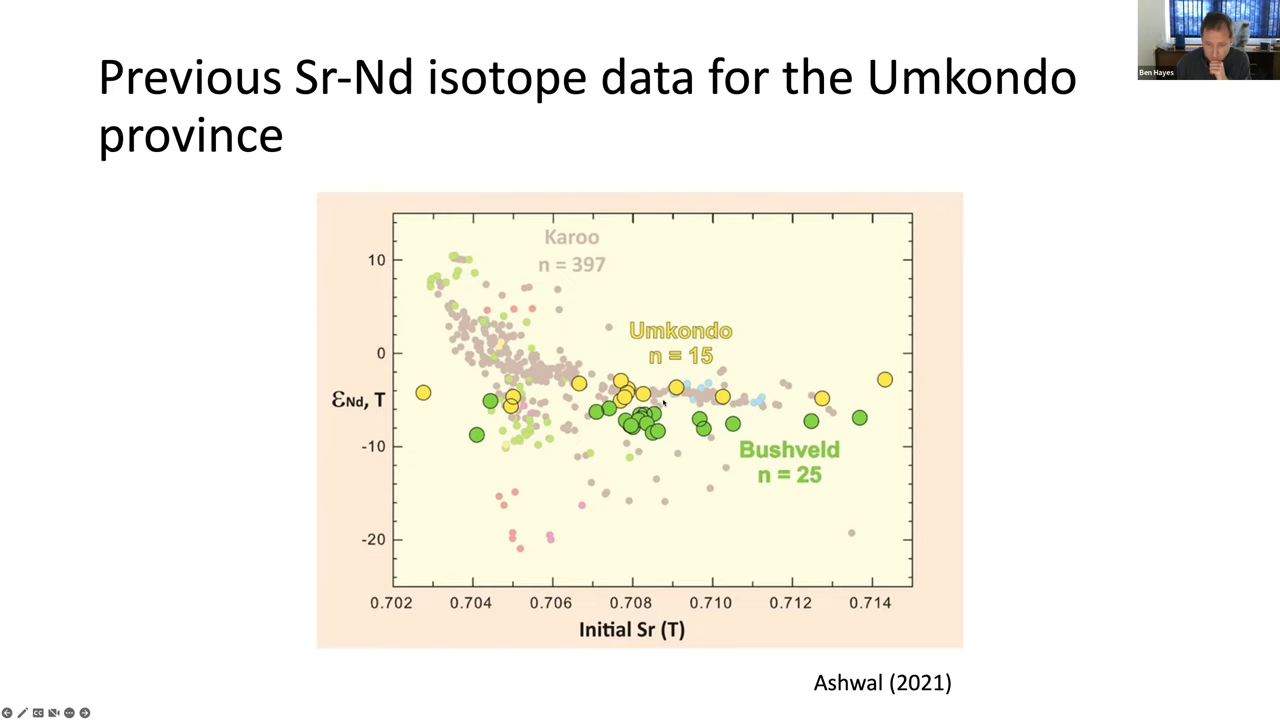 Previous Sr-Nd isotope data for the Umkondo
province
Ben Hayes
Karoo
n = 397
Umkondo
n = 15
Bushveld
n = 25
10
0
-10
-20
εNd, T
0.702 0.704 0.706 0.708 0.710 0.712 0.714
Initial Sr (T)
Ashwal (2021)